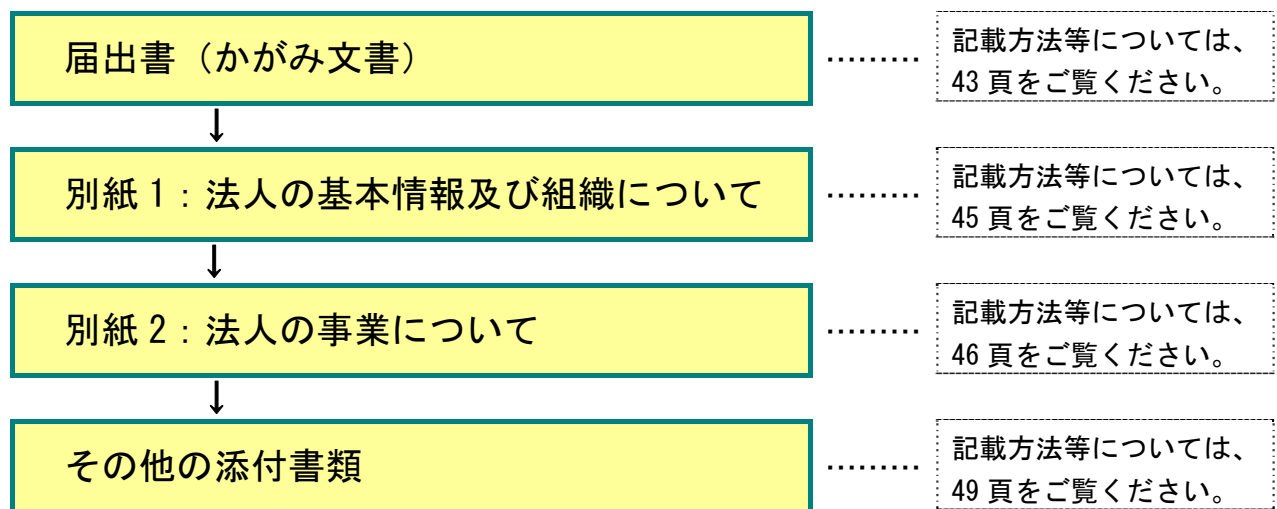 届出書（かがみ文書）
記載方法等については、
43 頁をご覧ください。
別紙 1：法人の基本情報及び組織について
記載方法等については、
45 頁をご覧ください。
別紙 2：法人の事業について
記載方法等については、
46 頁をご覧ください。
その他の添付書類
記載方法等については、
49 頁をご覧ください。